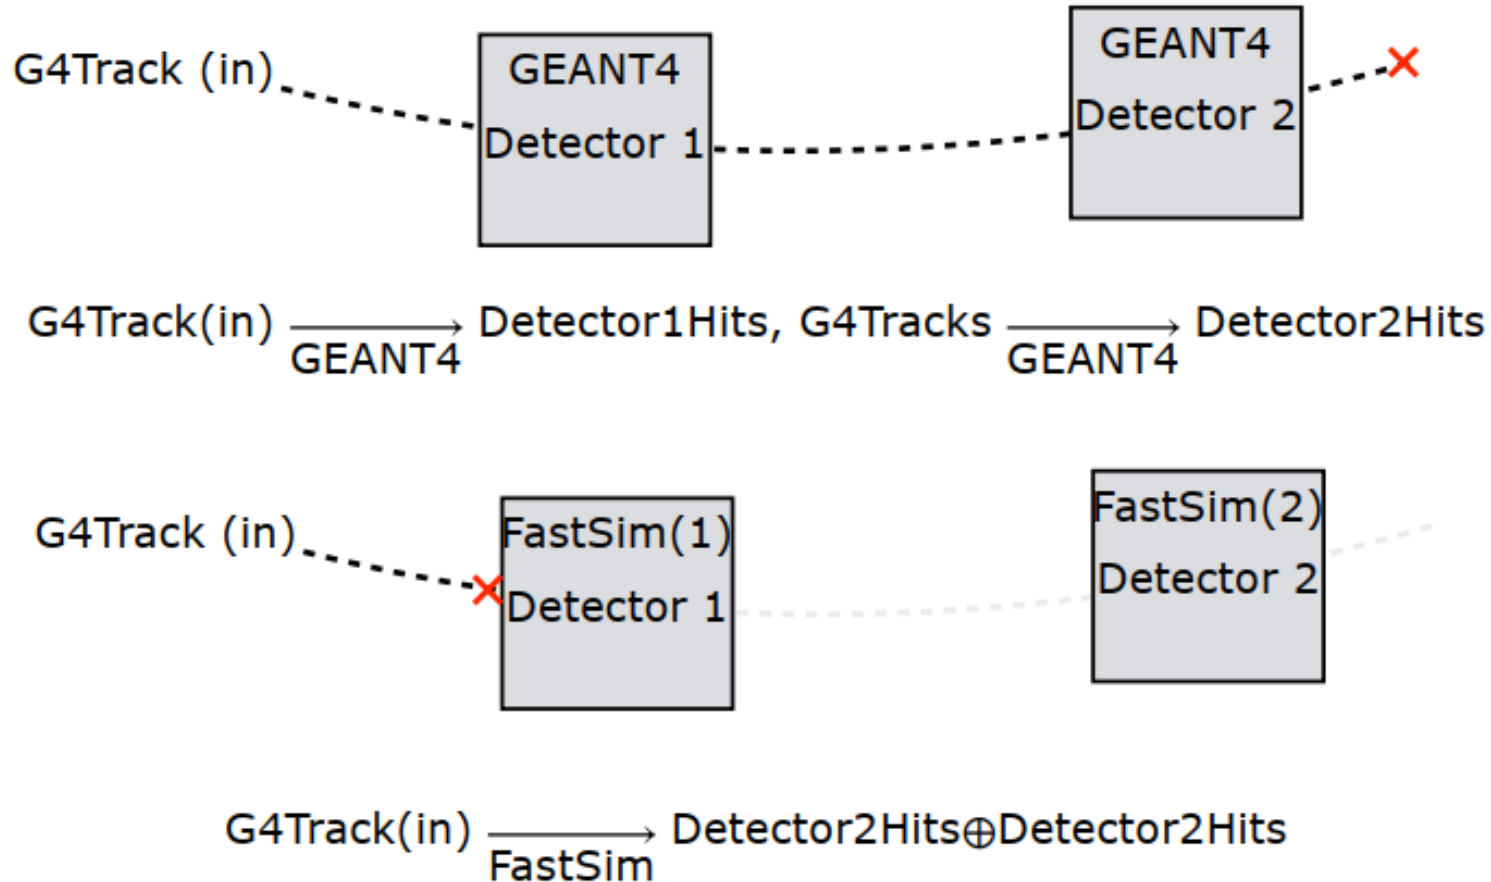 G4Track (in)
GEANT4
Detector 1
GEANT4
Detector 2
G4Track(in) ⟶ Detector1Hits, G4Tracks ⟶ Detector2Hits
GEANT4 GEANT4
G4Track (in)
FastSim(1)
Detector 1
FastSim(2)
Detector 2
G4Track(in) ⟶ Detector2Hits⊕Detector2Hits
FastSim